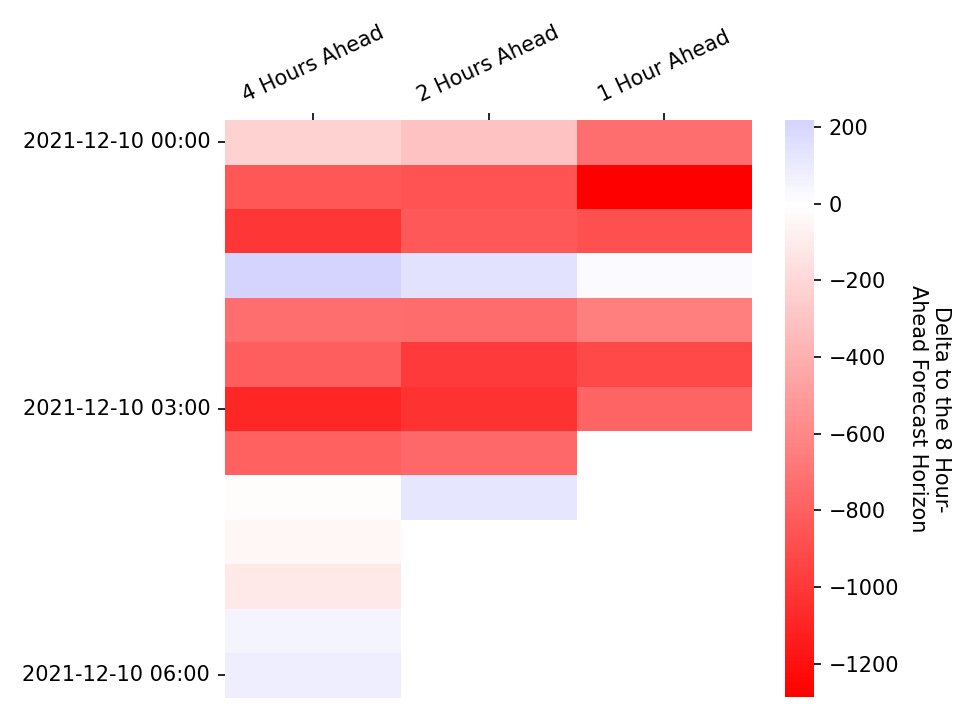 4 Hours Ahead
2 Hours Ahead
1 Hour Ahead
2021-12-10 00:00
2021-12-10 03:00
2021-12-10 06:00
200
0
−200
−400
−600
−800
−1000
−1200
Delta to the 8 Hour-
Ahead Forecast Horizon